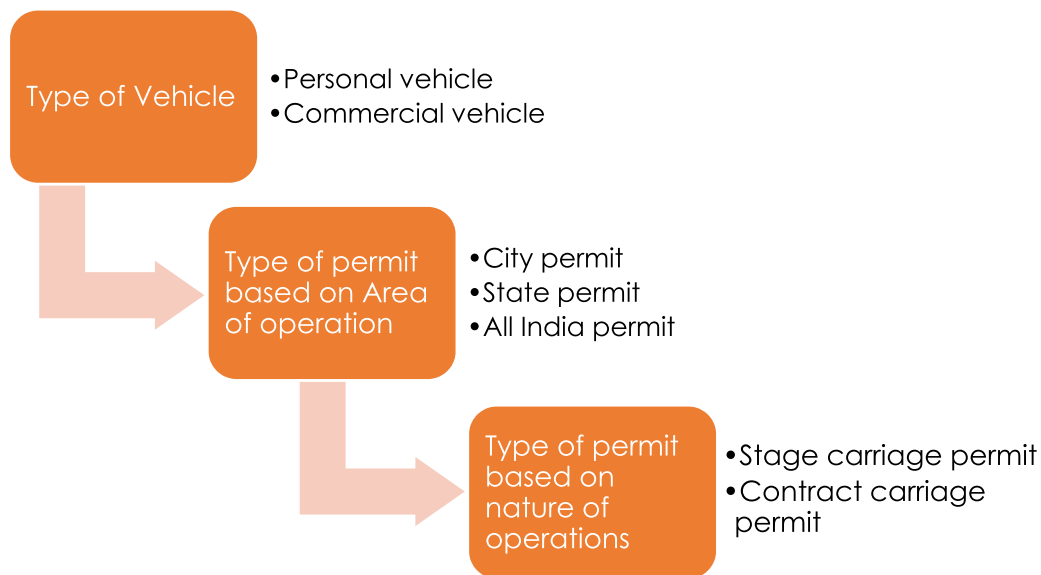 Type of Vehicle
•Personal vehicle
•Commercial vehicle
Type of permit
based on Area
of operation
•City permit
•State permit
•All India permit
Type of permit
based on
nature of
operations
•Stage carriage permit
•Contract carriage
permit